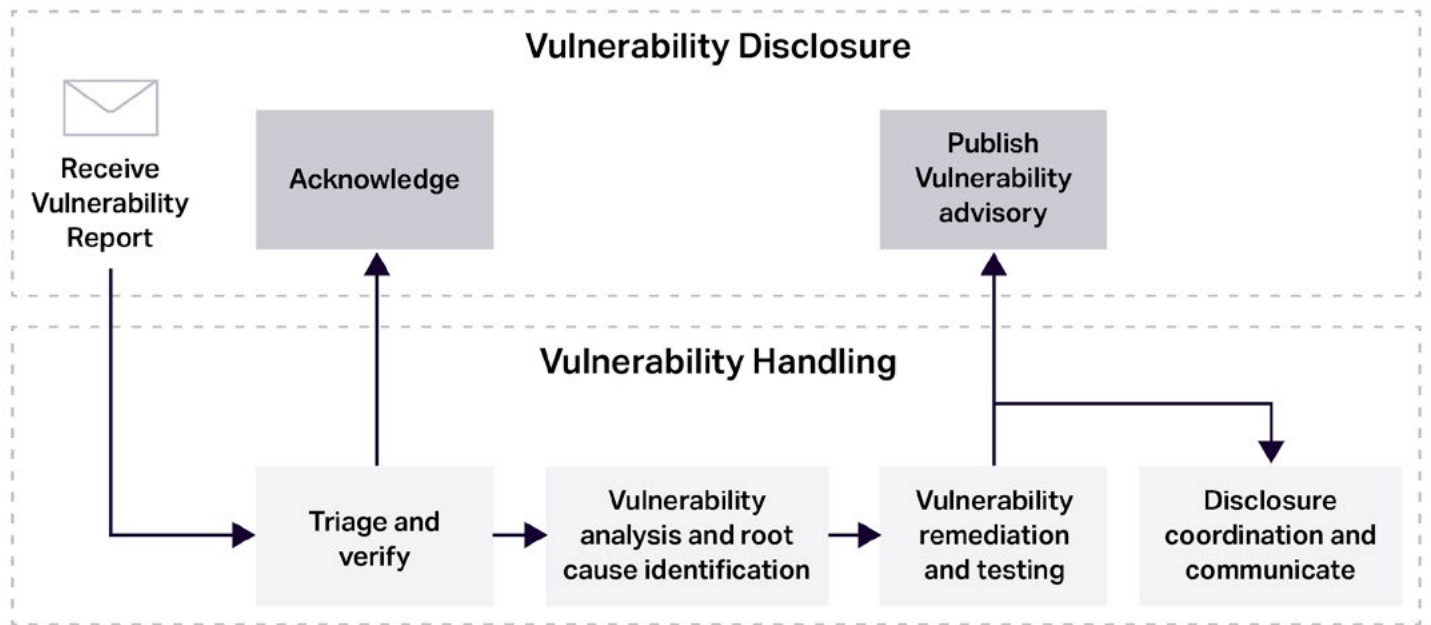 Vulnerability Disclosure
Receive
Vulnerability
Report
Acknowledge
Publish
Vulnerability
advisory
Vulnerability Handling
Triage and
verify
Vulnerability
analysis and root
cause identification
Vulnerability
remediation
and testing
Disclosure
coordination and
communicate